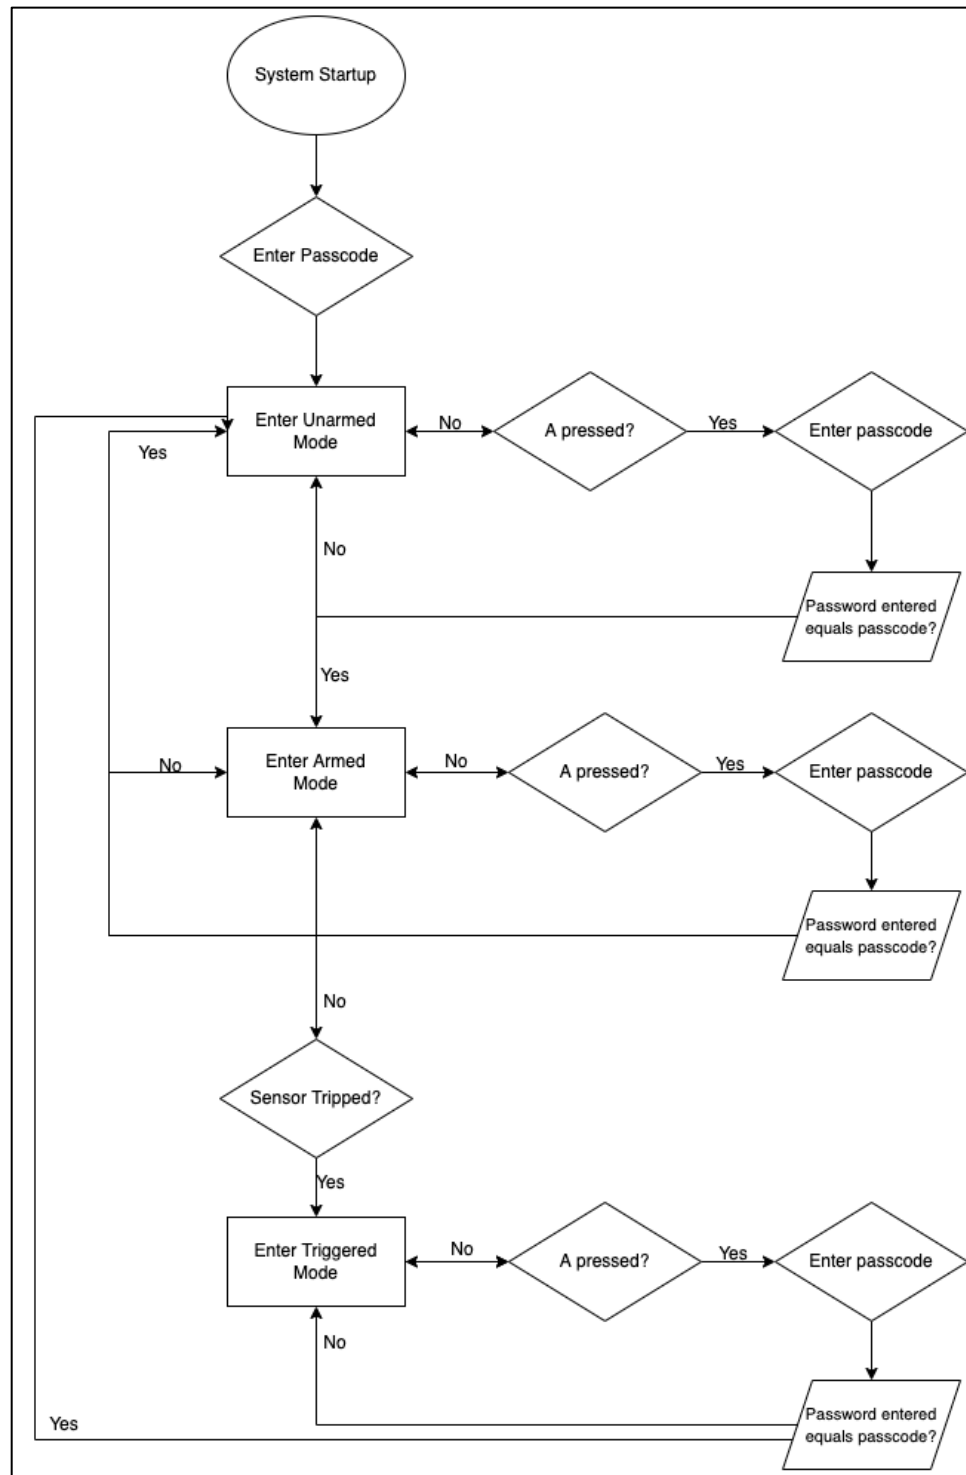 System Startup
Enter Passcode
Enter Unarmed
Mode
No
A pressed?
Yes
Enter passcode
Yes
No
Password entered
equals passcode?
Yes
Enter Armed
Mode
No
No
A pressed?
Yes
Enter passcode
Password entered
equals passcode?
No
Sensor Tripped?
Yes
Enter Triggered
Mode
No
A pressed?
Yes
Enter passcode
No
Password entered
equals passcode?
Yes